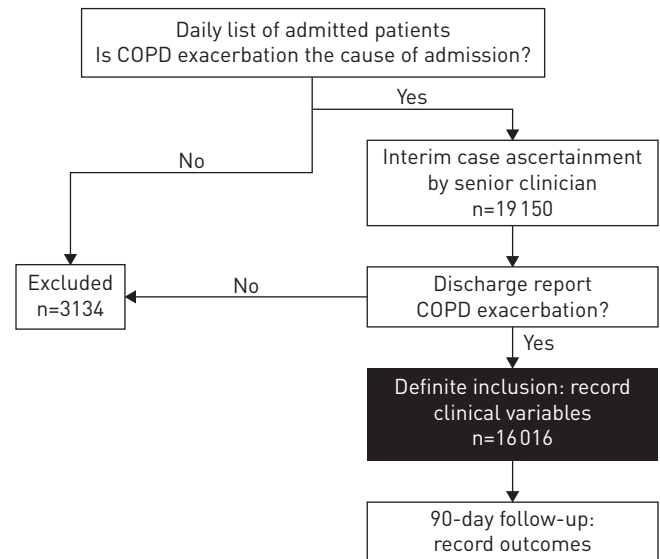 Daily list of admitted patients
Is COPD exacerbation the cause of admission?
Yes
No
Interim case ascertainment
by senior clinician
n=19 150
Excluded
n=3134
No
Discharge report
COPD exacerbation?
Yes
Definite inclusion: record
clinical variables
n=16 016
90-day follow-up:
record outcomes